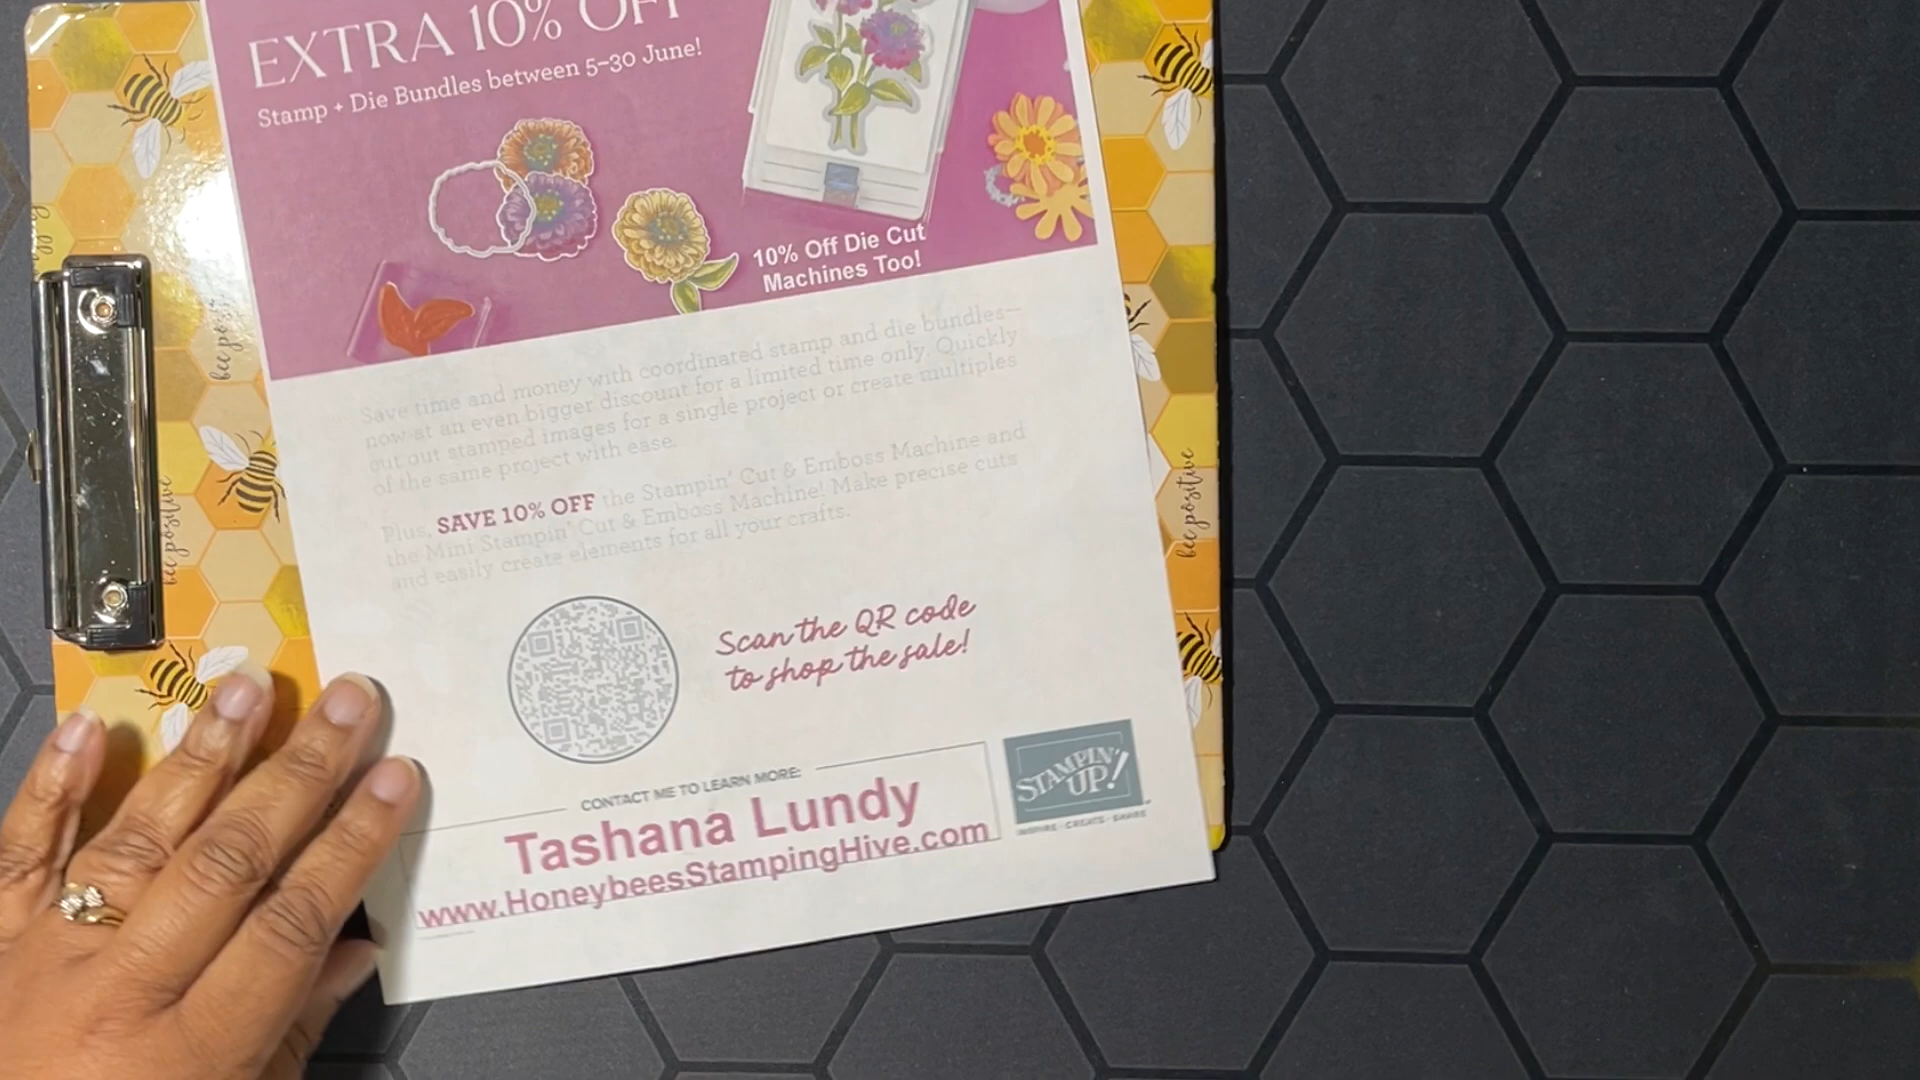 EXTRA 10% OFF
Stamp + Die Bundles between 5–30 June!
10% Off Die Cut
Machines Too!
Save time and money with coordinated stamp and die bundles—
now at an even bigger discount for a limited time only. Quickly
cut out stamped images for a single project or create multiples
of the same project with ease.
Plus, SAVE 10% OFF the Stampin' Cut & Emboss Machine and
the Mini Stampin' Cut & Emboss Machine! Make precise cuts
and easily create elements for all your crafts.
Scan the QR code
to shop the sale!
CONTACT ME TO LEARN MORE:
Tashana Lundy
www.HoneybeesStampingHive.com
STAMPIN' UP!
INSPIRE · CREATE · SHARE
bee positive
bee positive
bee positive